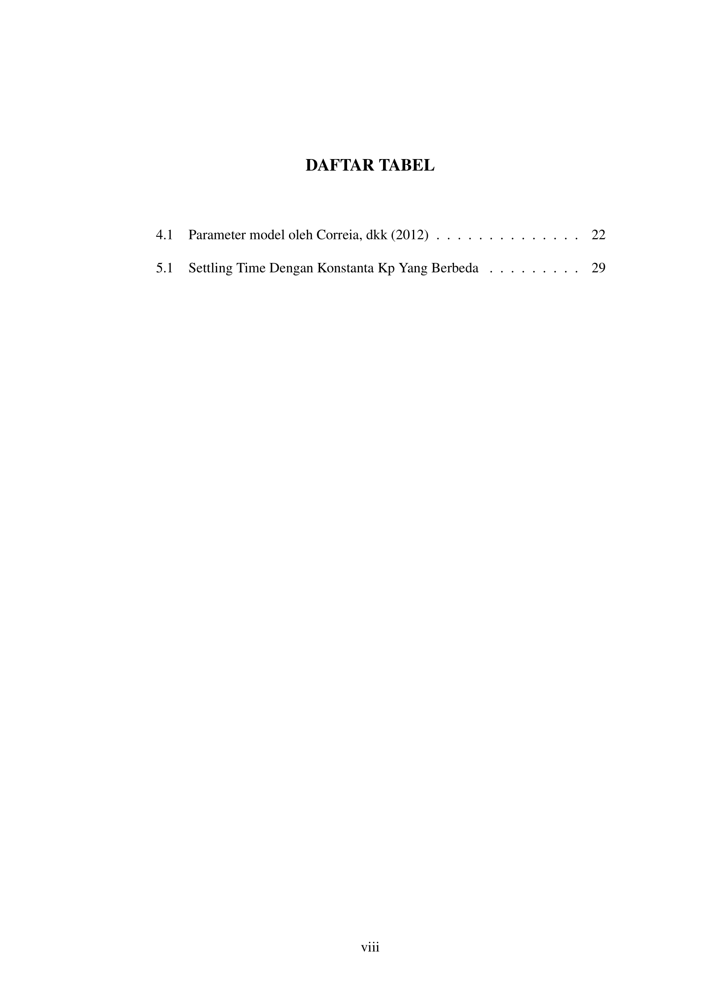 DAFTAR TABEL
4.1 Parameter model oleh Correia, dkk (2012) . . . . . . . . . . . . . . 22
5.1 Settling Time Dengan Konstanta Kp Yang Berbeda . . . . . . . . . 29
viii